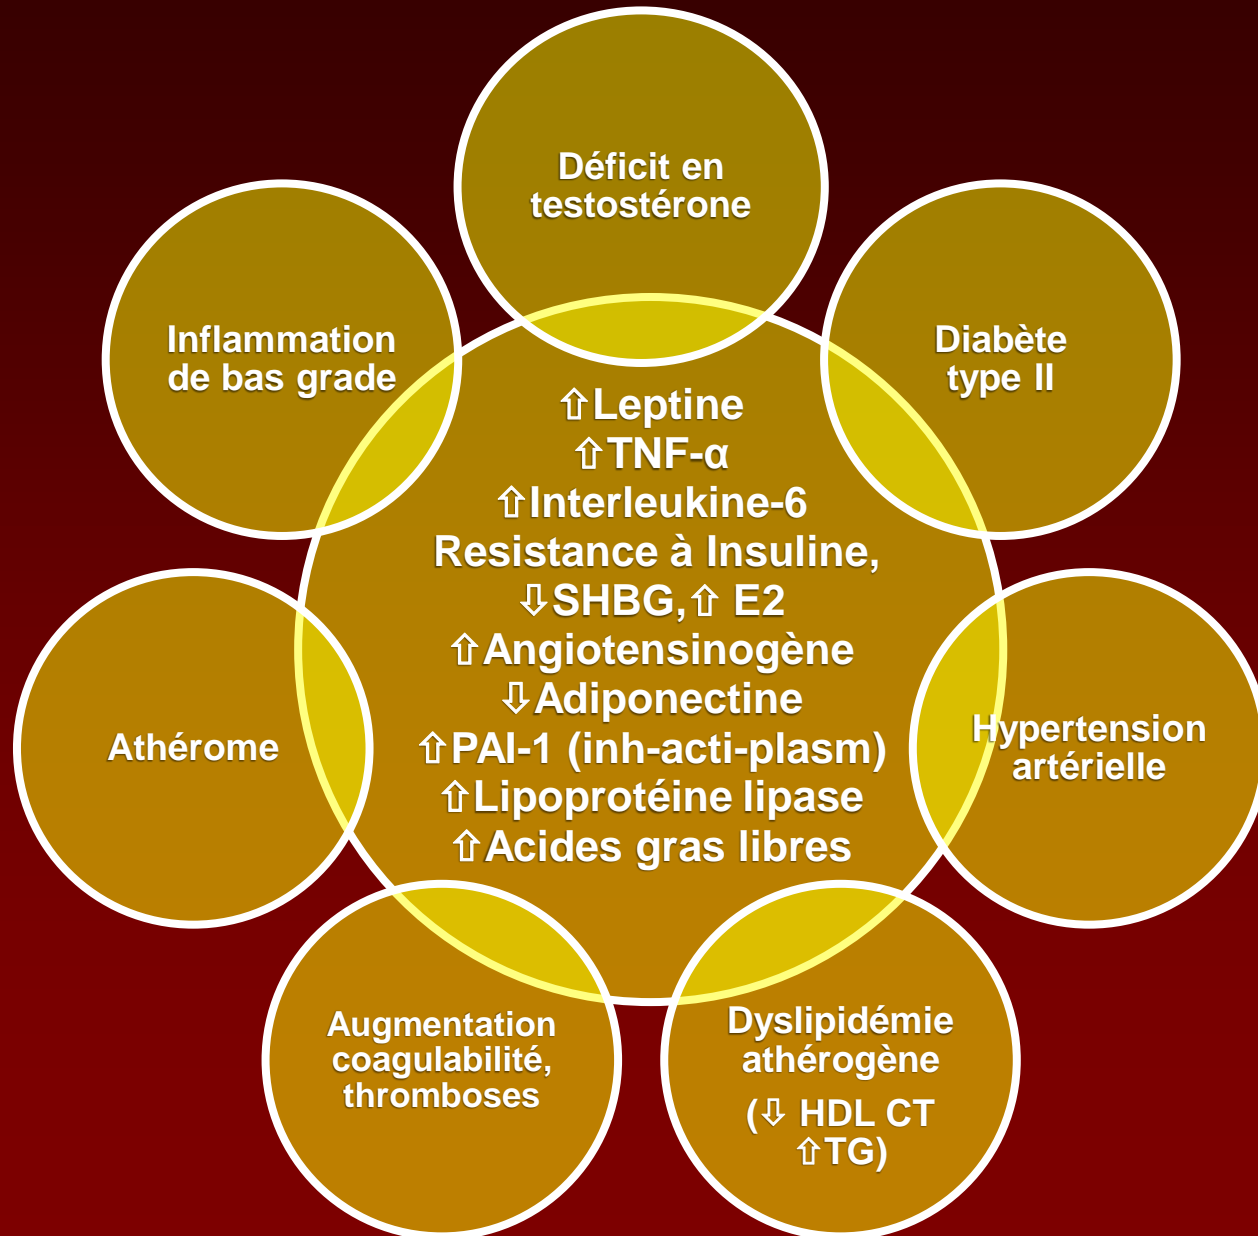 Déficit en
testostérone
Inflammation
de bas grade
Diabète
type II
⇧Leptine
⇧TNF-α
⇧Interleukine-6
Resistance à Insuline,
⇩SHBG,⇧ E2
⇧Angiotensinogène
⇩Adiponectine
⇧PAI-1 (inh-acti-plasm)
⇧Lipoprotéine lipase
⇧Acides gras libres
Athérome
Hypertension
artérielle
Augmentation
coagulabilité,
thromboses
Dyslipidémie
athérogène
(⇩ HDL CT
⇧TG)